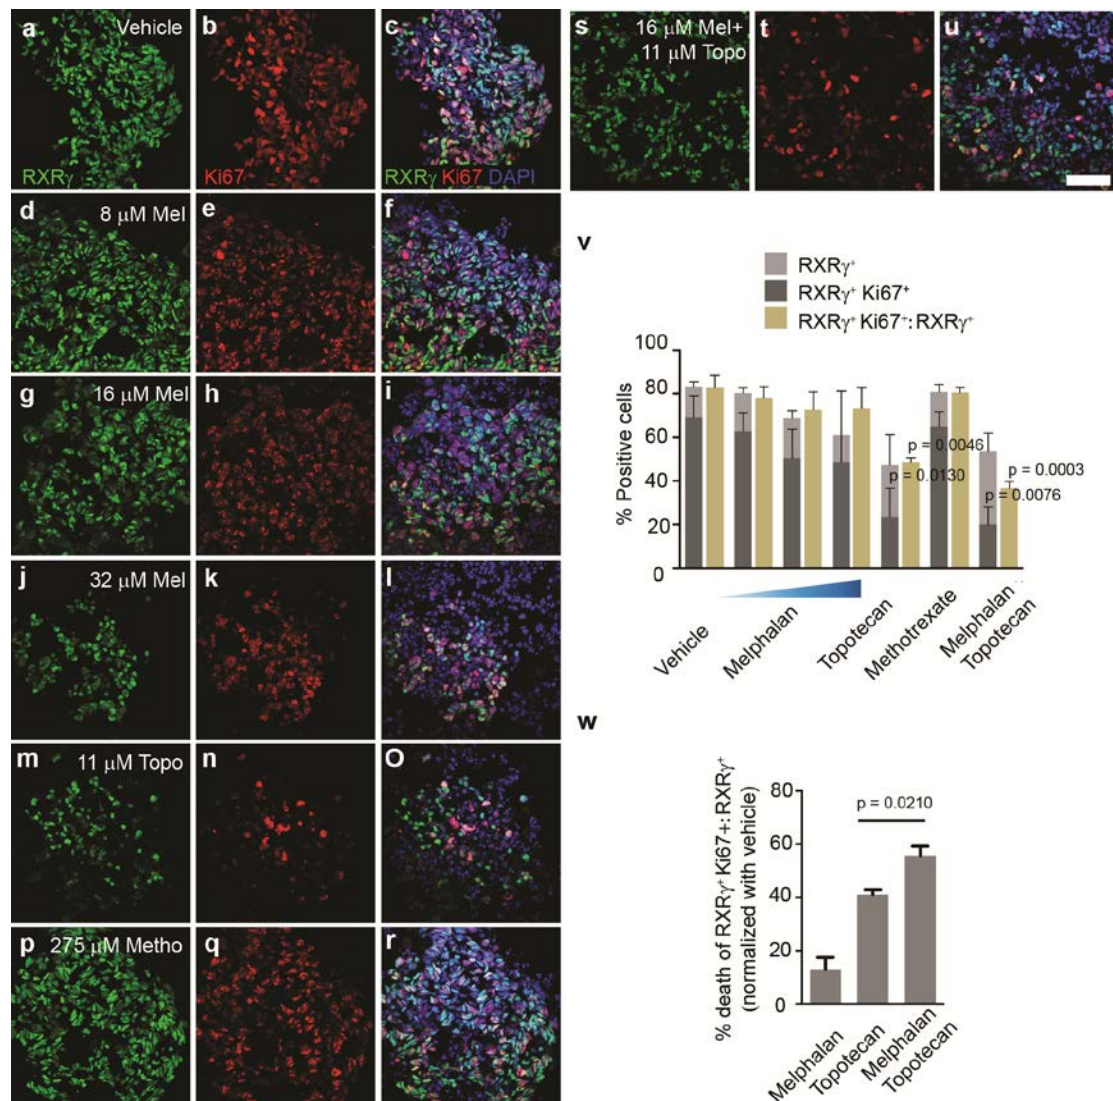 a Vehicle b c
RXRγ Ki67 RXRγ Ki67 DAPI
d 8 μM Mel e f
g 16 μM Mel h i
j 32 μM Mel k l
m 11 μM Topo n O
p 275 μM Metho q r
s 16 μM Mel+ t u
11 μM Topo
v
RXRγ⁺
RXRγ⁺ Ki67⁺
RXRγ⁺ Ki67⁺:RXRγ⁺
% Positive cells
100
80
60
40
20
0
p = 0.0046
p = 0.0130
p = 0.0003
p = 0.0076
Vehicle
Melphalan
Topotecan
Methotrexate
Melphalan
Topotecan
w
% death of RXRγ⁺ Ki67+:RXRγ⁺
(normalized with vehicle)
80
60
40
20
0
p = 0.0210
Melphalan
Topotecan
Melphalan
Topotecan